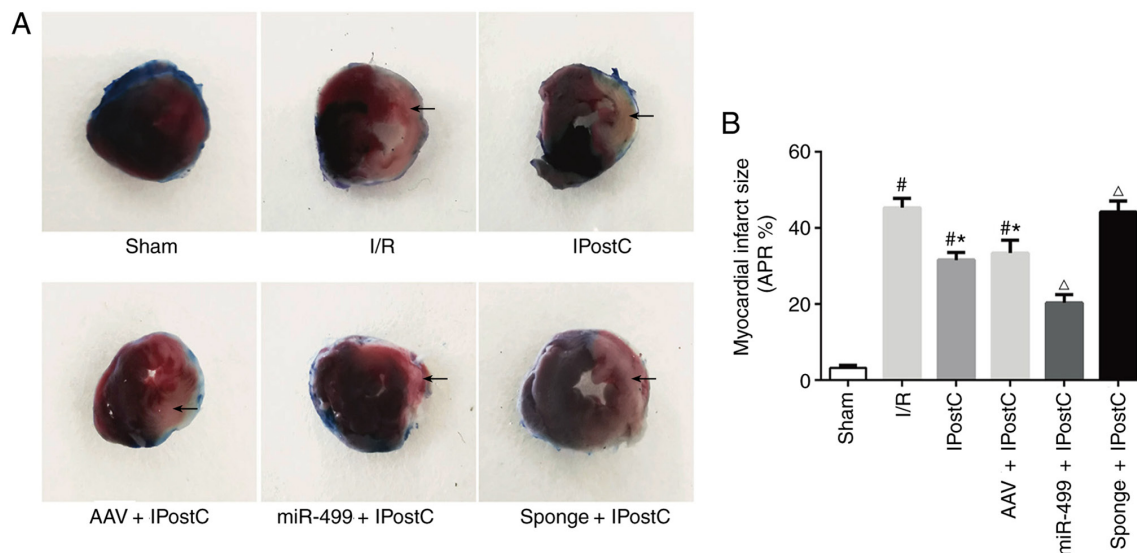 A
Sham
I/R
IPostC
AAV + IPostC
miR-499 + IPostC
Sponge + IPostC
B
Myocardial infarct size
(APR %)
60
40
20
0
#
#*
#*
△
△
Sham
I/R
IPostC
AAV + IPostC
miR-499 + IPostC
Sponge + IPostC